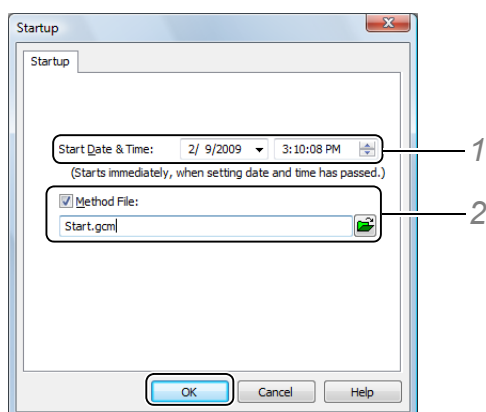 Startup
Startup
Start Date & Time: 2/ 9/2009 3:10:08 PM 1
(Starts immediately, when setting date and time has passed.)
Method File: 2
Start.gcm
OK Cancel Help